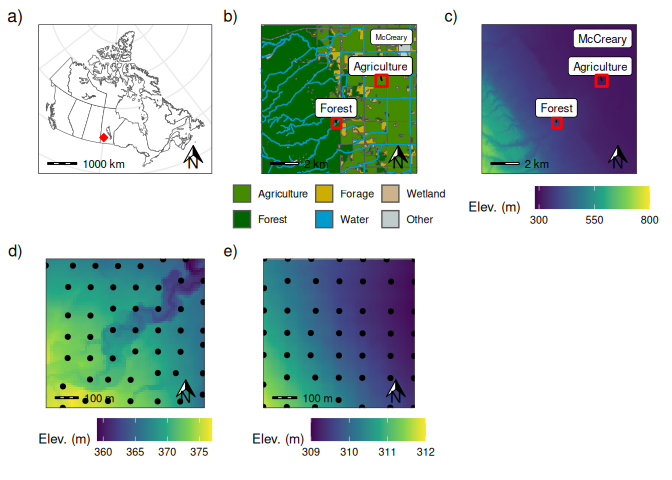 a)
1000 km
N
b)
McCreary
Agriculture
Forest
2 km
N
Agriculture
Forage
Wetland
Forest
Water
Other
c)
McCreary
Agriculture
Forest
2 km
N
Elev. (m)
300 550 800
d)
100 m
N
Elev. (m)
360 365 370 375
e)
100 m
N
Elev. (m)
309 310 311 312